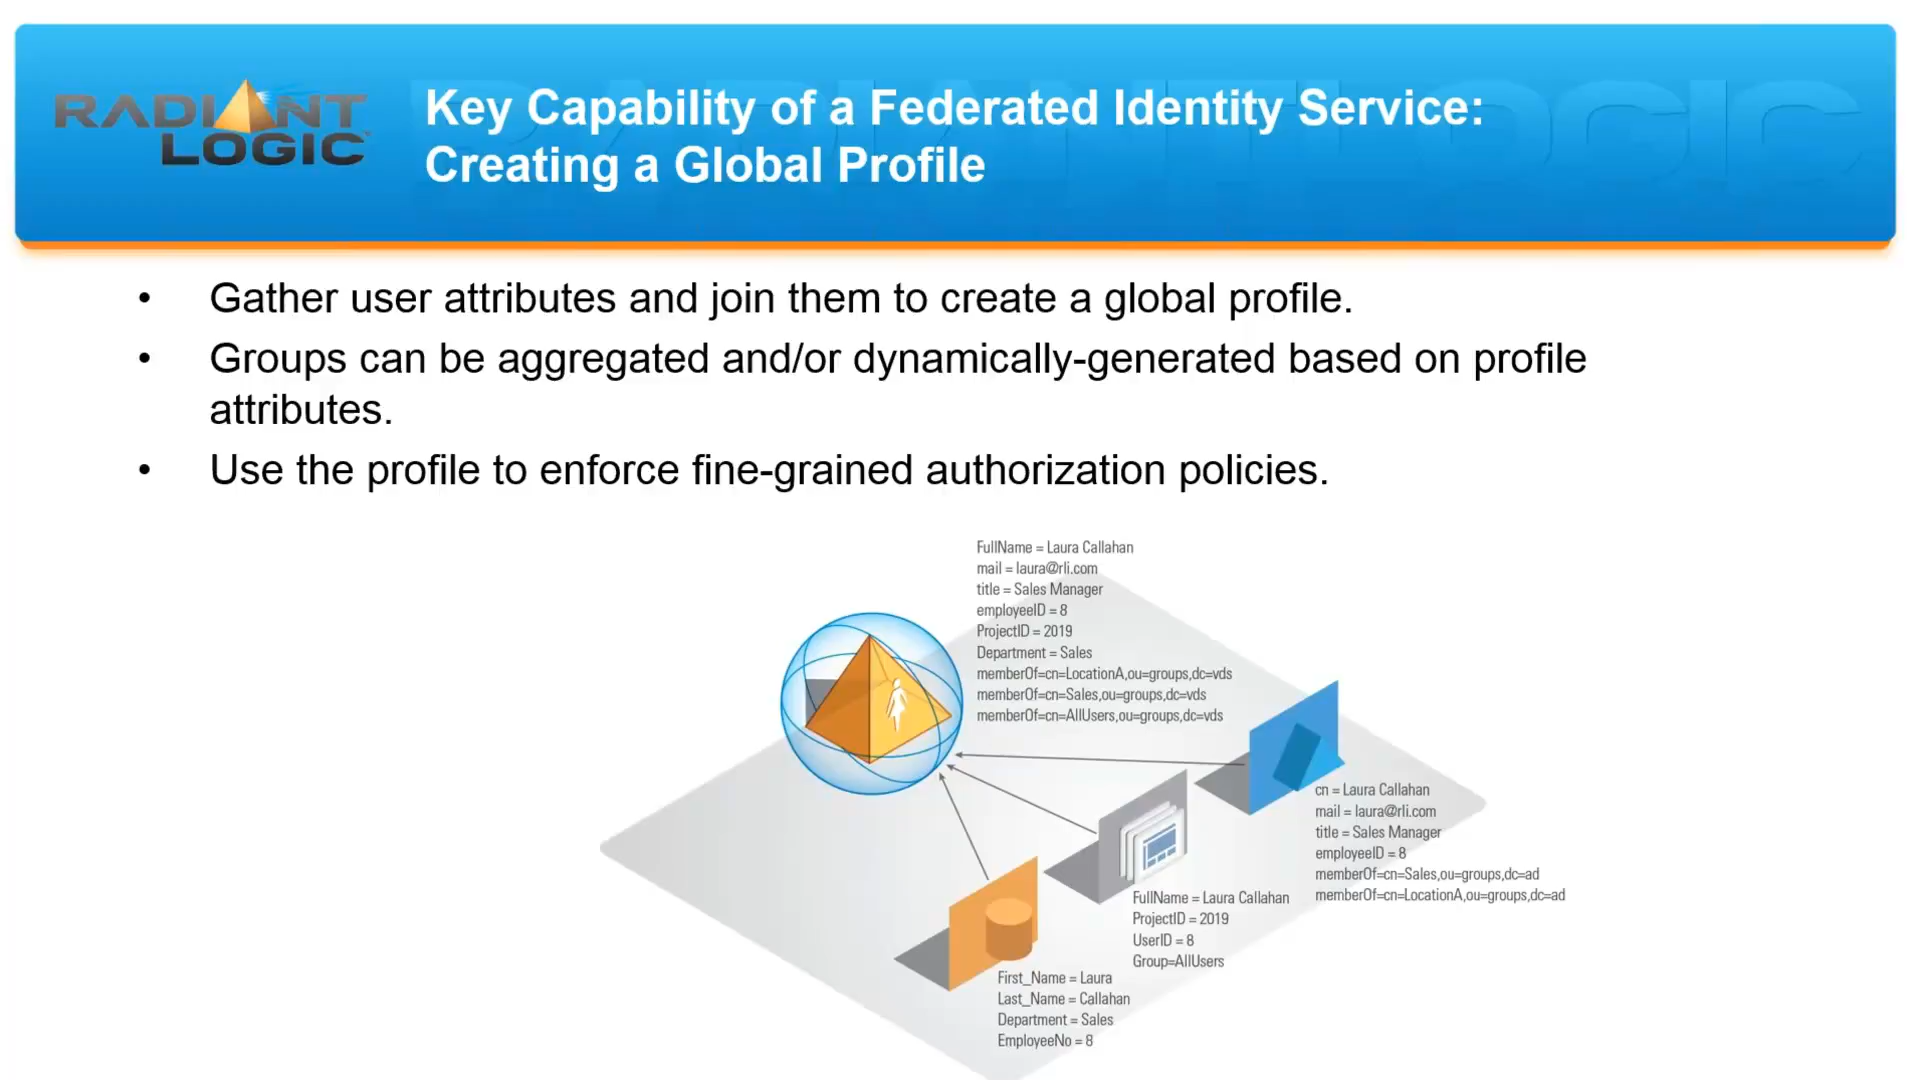 RADIANT
LOGIC
Key Capability of a Federated Identity Service:
Creating a Global Profile
• Gather user attributes and join them to create a global profile.
• Groups can be aggregated and/or dynamically-generated based on profile
attributes.
• Use the profile to enforce fine-grained authorization policies.
FullName = Laura Callahan
mail = laura@rli.com
title = Sales Manager
employeeID = 8
ProjectID = 2019
Department = Sales
memberOf=cn=LocationA,ou=groups,dc=vds
memberOf=cn=Sales,ou=groups,dc=vds
memberOf=cn=AllUsers,ou=groups,dc=vds
cn = Laura Callahan
mail = laura@rli.com
title = Sales Manager
employeeID = 8
memberOf=cn=Sales,ou=groups,dc=ad
memberOf=cn=LocationA,ou=groups,dc=ad
FullName = Laura Callahan
ProjectID = 2019
UserID = 8
Group=AllUsers
First_Name = Laura
Last_Name = Callahan
Department = Sales
EmployeeNo = 8